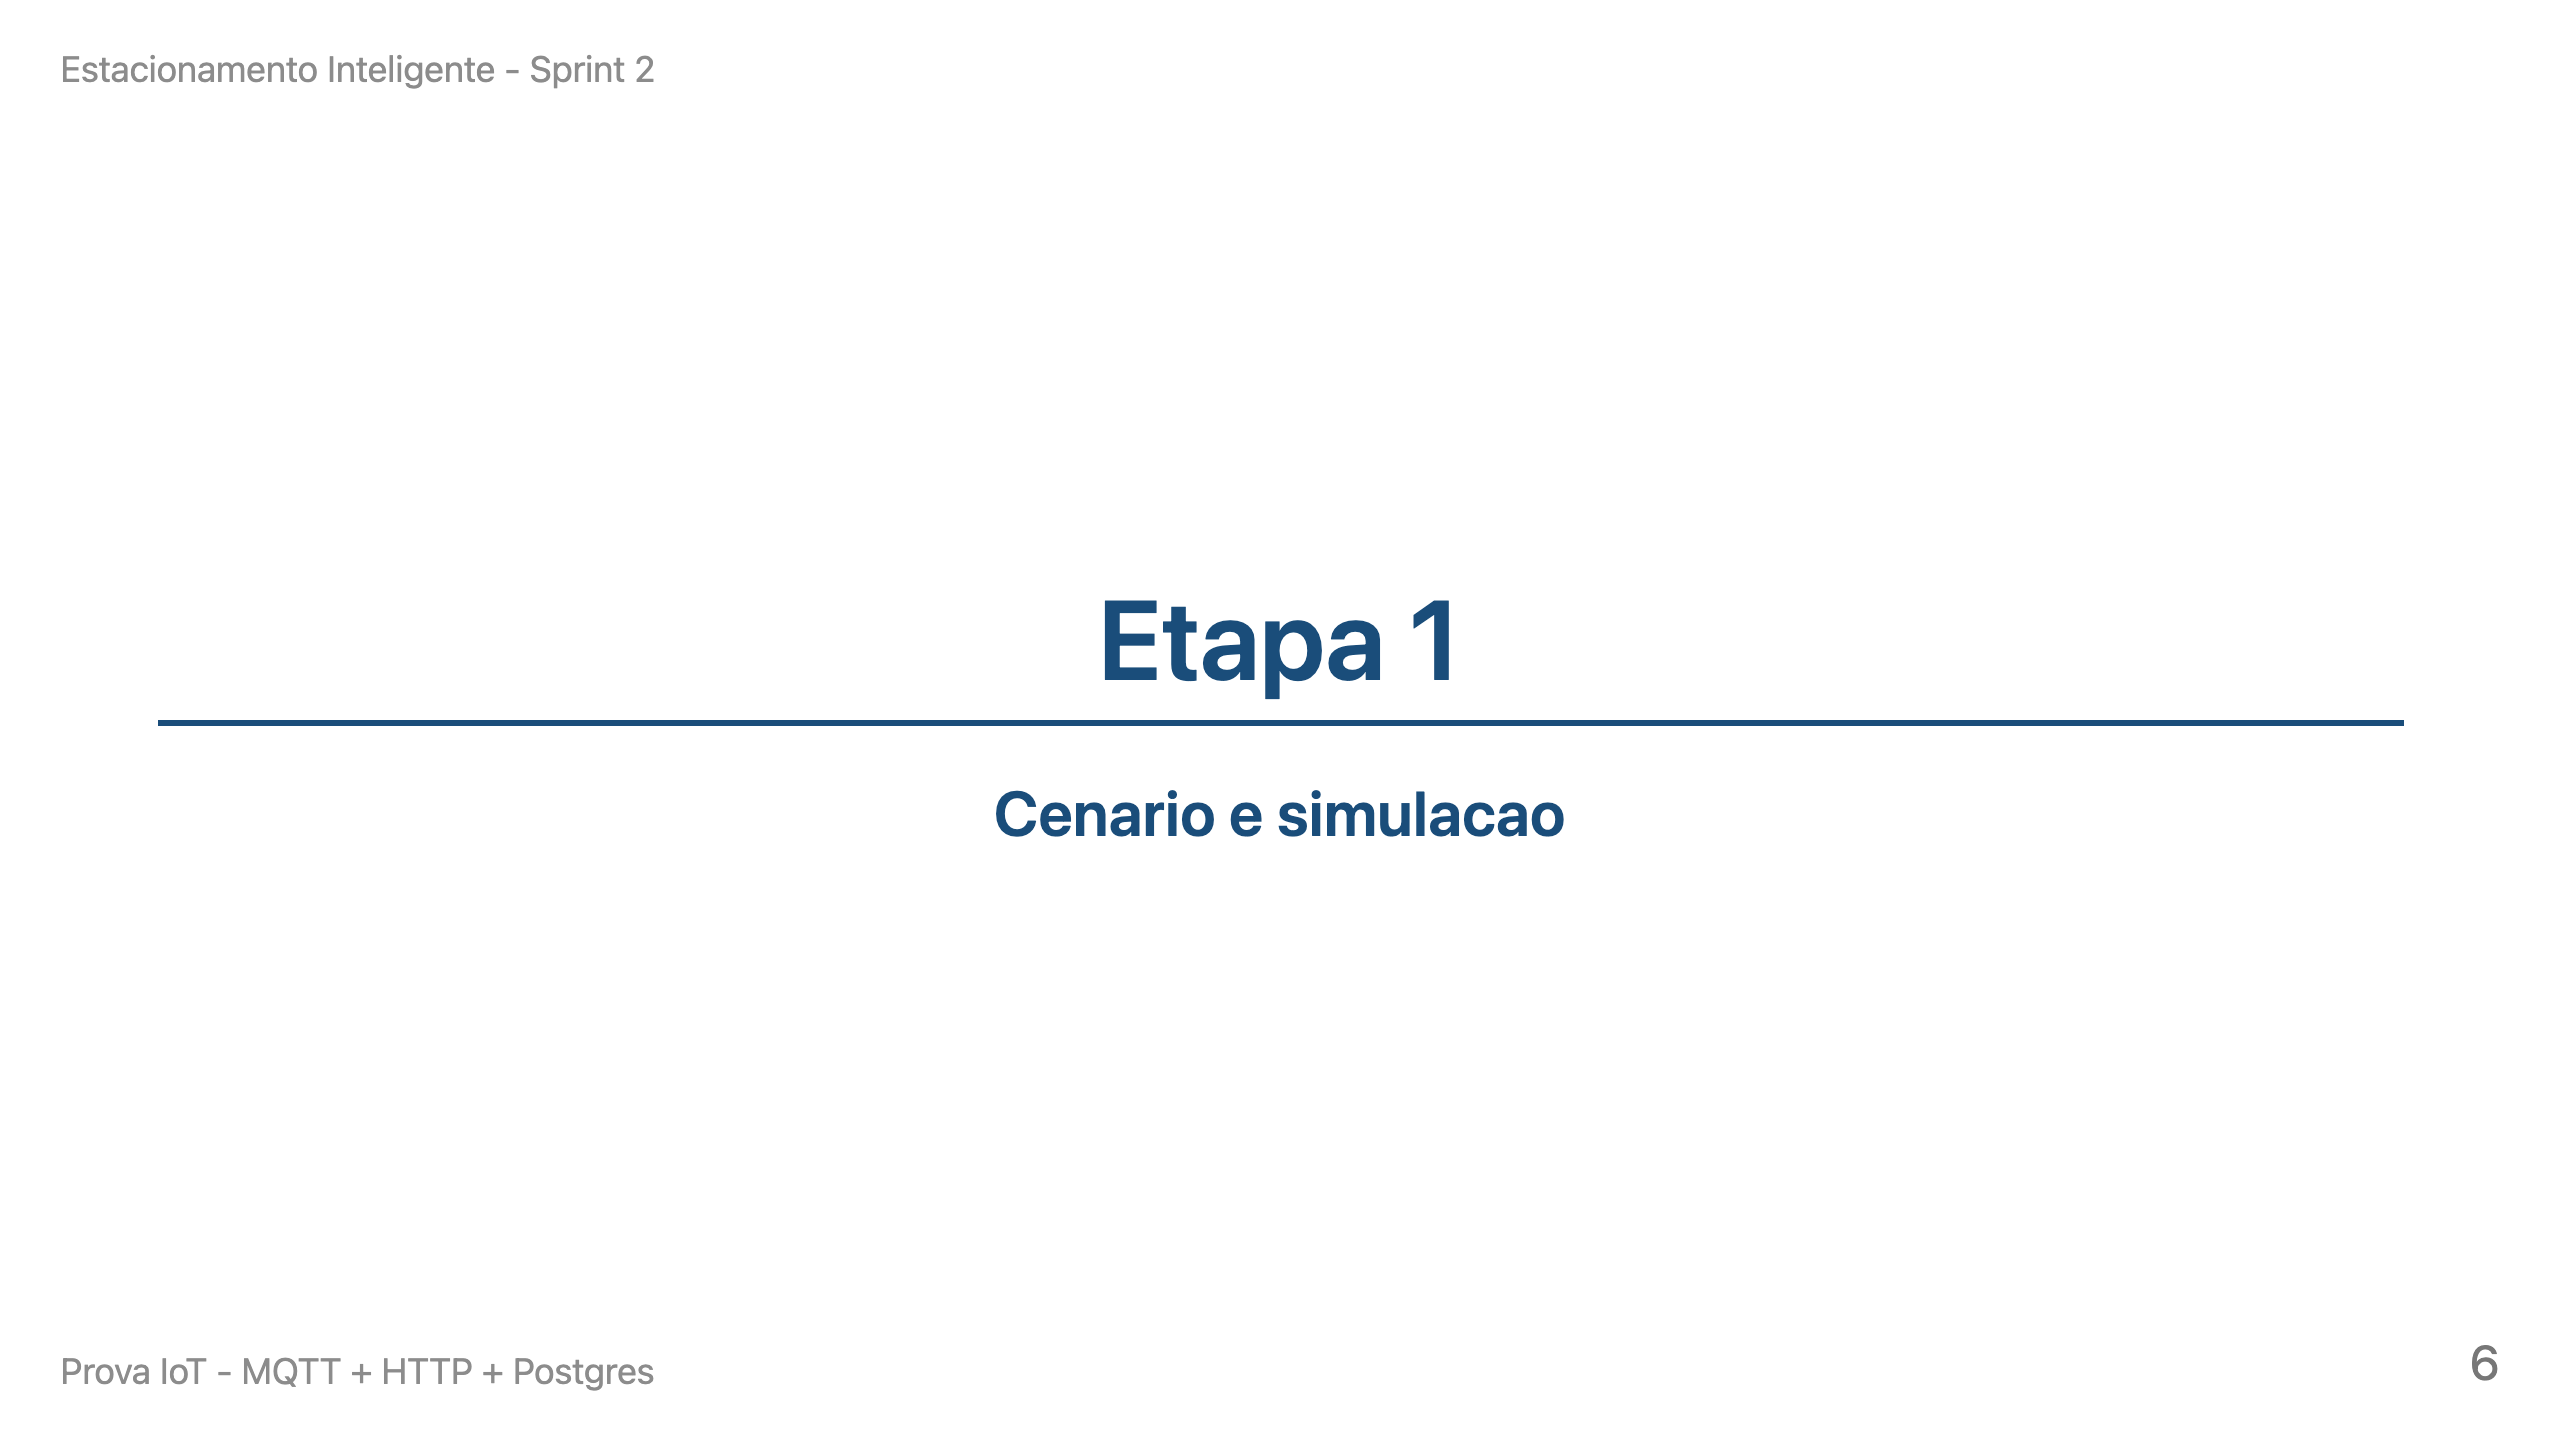 Estacionamento Inteligente - Sprint 2
Etapa 1
Cenario e simulacao
Prova IoT - MQTT + HTTP + Postgres
6